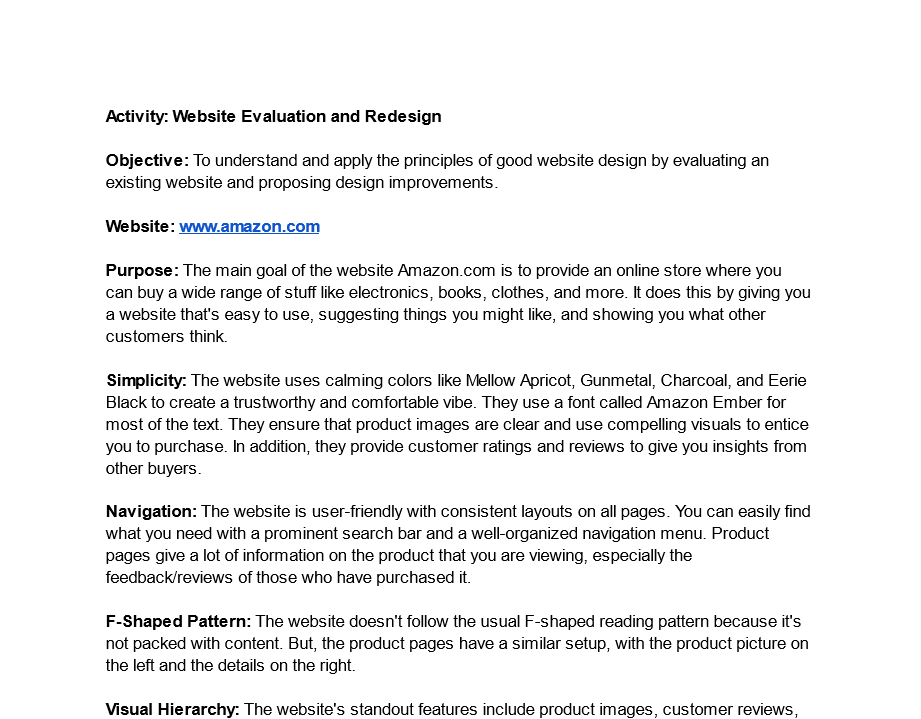 Activity: Website Evaluation and Redesign
Objective: To understand and apply the principles of good website design by evaluating an
existing website and proposing design improvements.
Website: www.amazon.com
Purpose: The main goal of the website Amazon.com is to provide an online store where you
can buy a wide range of stuff like electronics, books, clothes, and more. It does this by giving you
a website that's easy to use, suggesting things you might like, and showing you what other
customers think.
Simplicity: The website uses calming colors like Mellow Apricot, Gunmetal, Charcoal, and Eerie
Black to create a trustworthy and comfortable vibe. They use a font called Amazon Ember for
most of the text. They ensure that product images are clear and use compelling visuals to entice
you to purchase. In addition, they provide customer ratings and reviews to give you insights from
other buyers.
Navigation: The website is user-friendly with consistent layouts on all pages. You can easily find
what you need with a prominent search bar and a well-organized navigation menu. Product
pages give a lot of information on the product that you are viewing, especially the
feedback/reviews of those who have purchased it.
F-Shaped Pattern: The website doesn't follow the usual F-shaped reading pattern because it's
not packed with content. But, the product pages have a similar setup, with the product picture on
the left and the details on the right.
Visual Hierarchy: The website's standout features include product images, customer reviews,